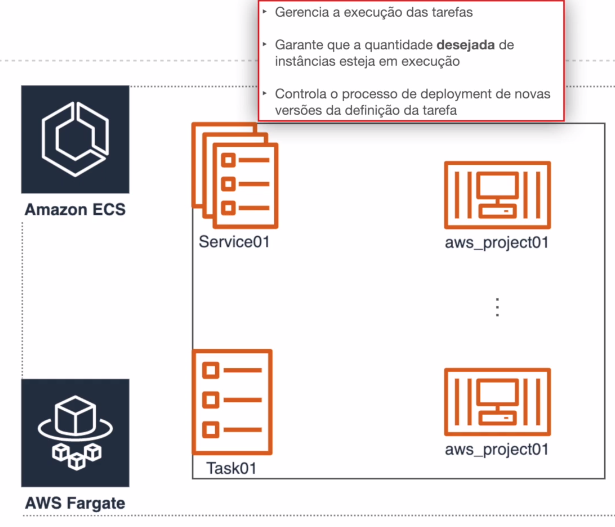 ‣ Gerencia a execução das tarefas
‣ Garante que a quantidade desejada de
instâncias esteja em execução
‣ Controla o processo de deployment de novas
versões da definição da tarefa
Amazon ECS
Service01
aws_project01
Task01
aws_project01
AWS Fargate